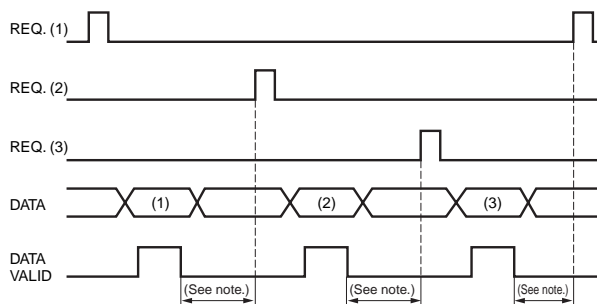 REQ. (1)
REQ. (2)
REQ. (3)
DATA
(1)
(2)
(3)
DATA
VALID
(See note.)
(See note.)
(See note.)